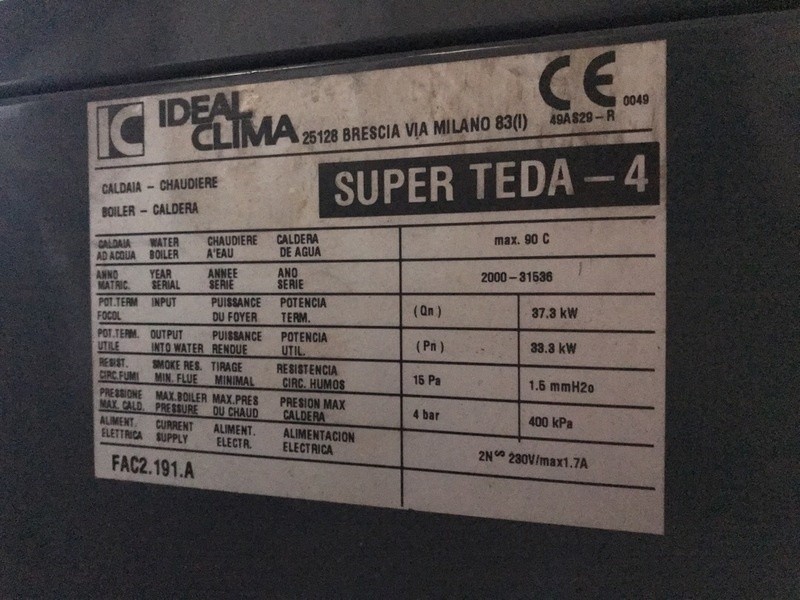 IC IDEAL CLIMA 25128 BRESCIA VIA MILANO 83(I) CE 0049
49AS29-R
CALDAIA - CHAUDIERE
BOILER - CALDERA
SUPER TEDA - 4
CALDAIA WATER CHAUDIERE CALDERA
AD ACQUA BOILER A'EAU DE AGUA
max. 90 C
ANNO YEAR ANNEE ANO
MATRIC. SERIAL SERIE SERIE
2000-31536
POT.TERM INPUT PUISSANCE POTENCIA
FOCOL DU FOYER TERM.
(Qn) 37.3 kW
POT.TERM. OUTPUT PUISSANCE POTENCIA
UTILE INTO WATER RENDUE UTIL.
(Pn) 33.3 kW
RESIST. SMOKE RES. TIRAGE RESISTENCIA
CIRC.FUMI MIN. FLUE MINIMAL CIRC. HUMOS
15 Pa 1.5 mmH2o
PRESSIONE MAX.BOILER MAX.PRES PRESION MAX
MAX. CALD. PRESSURE DU CHAUD CALDERA
4 bar 400 kPa
ALIMENT. CURRENT ALIMENT. ALIMENTACION
ELETTRICA SUPPLY ELECTR. ELECTRICA
2N∾ 230V/max1.7A
FAC2.191.A